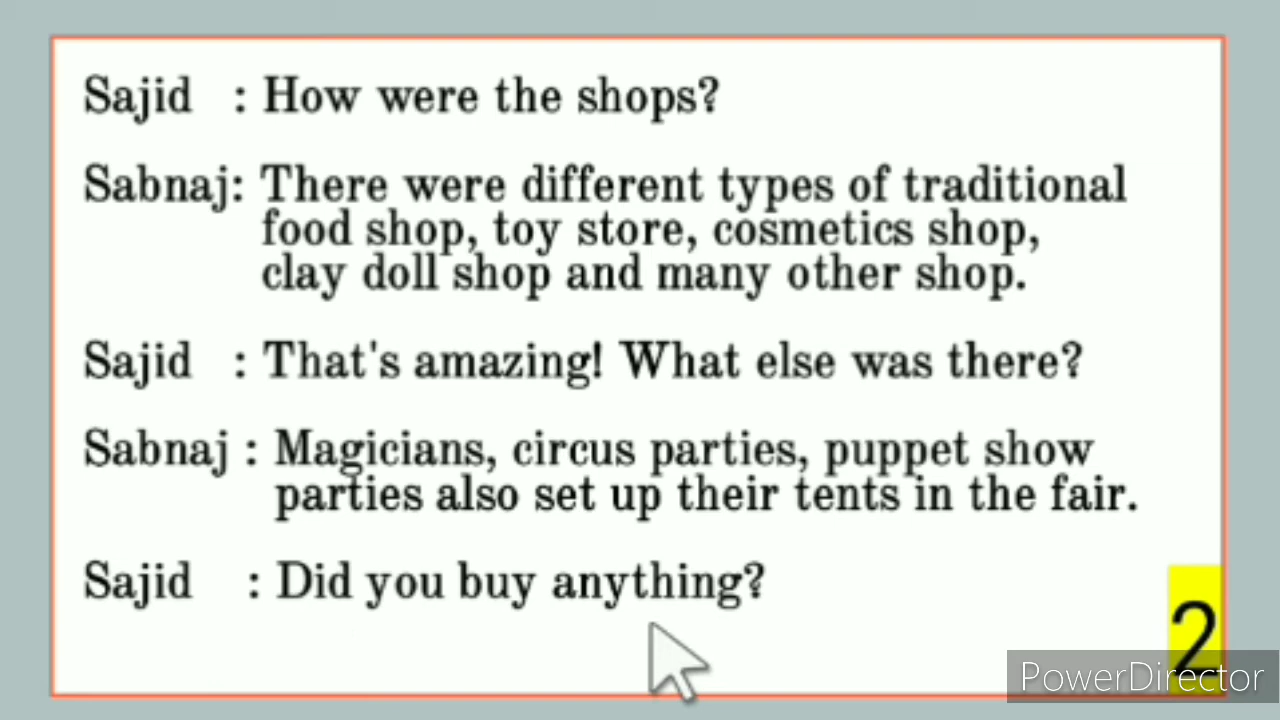 Sajid : How were the shops?
Sabnaj: There were different types of traditional
food shop, toy store, cosmetics shop,
clay doll shop and many other shop.
Sajid : That's amazing! What else was there?
Sabnaj : Magicians, circus parties, puppet show
parties also set up their tents in the fair.
Sajid : Did you buy anything?
2
PowerDirector